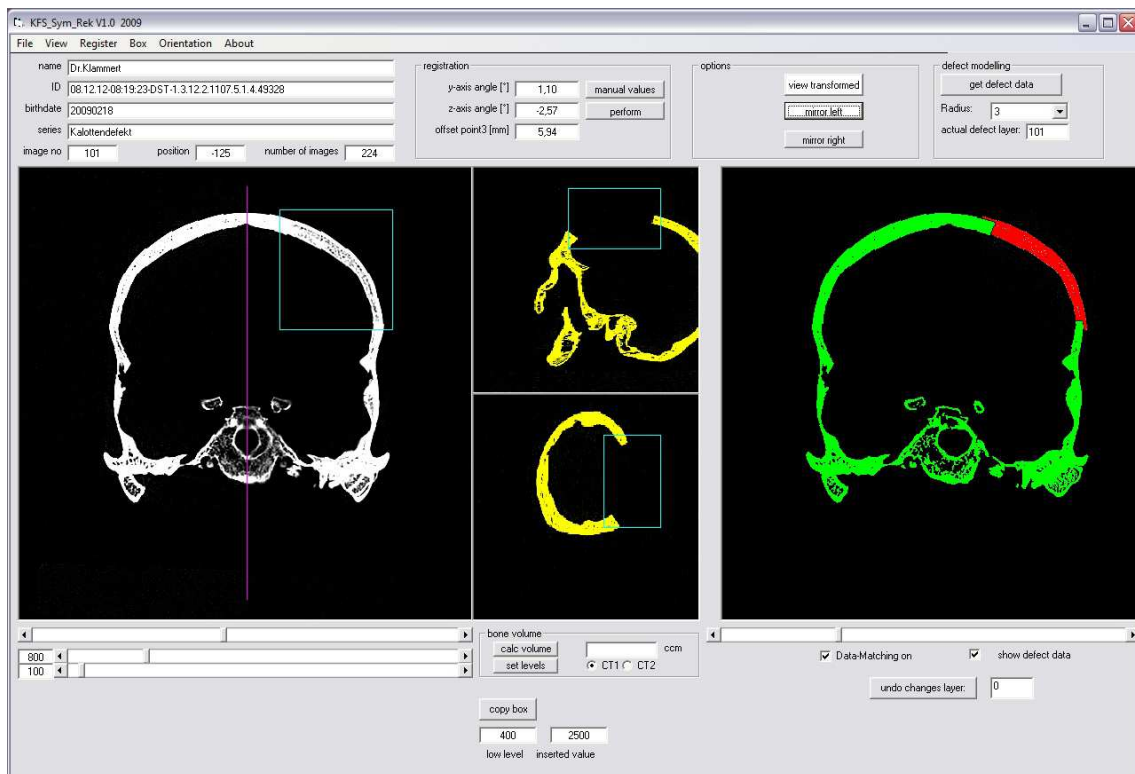 KFS_Sym_Rek V1.0 2009
File View Register Box Orientation About
name Dr.Klammert
ID 08.12.12-08:19:23-DST-1.3.12.2.1107.5.1.4.49328
birthdate 20090218
series Kalottendefekt
image no 101 position -125 number of images 224
registration
y-axis angle [°] 1,10 manual values
z-axis angle [°] -2,57 perform
offset point3 [mm] 5,94
options
view transformed
mirror left
mirror right
defect modelling
get defect data
Radius: 3
actual defect layer: 101
800
100
bone volume
calc volume ccm
set levels CT1 CT2
copy box
400 2500
low level inserted value
Data-Matching on show defect data
undo changes layer: 0